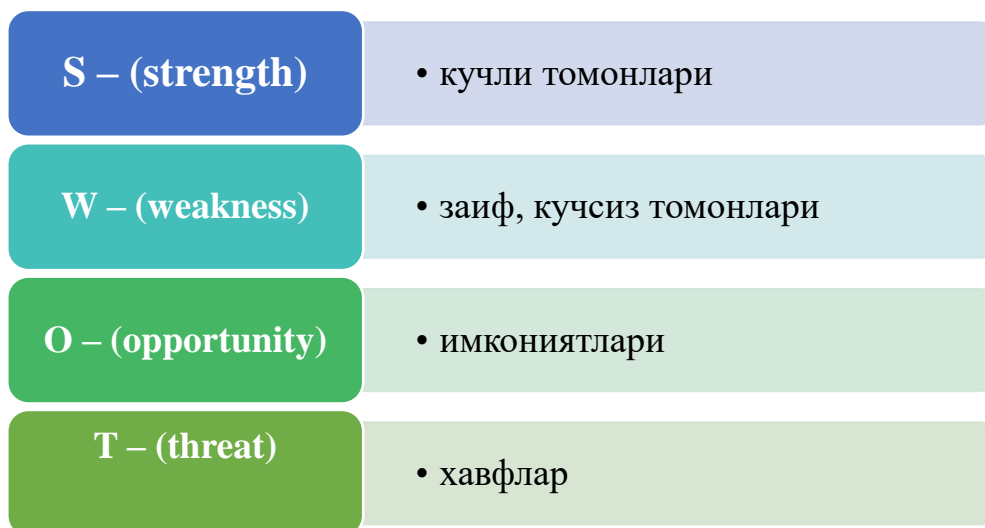 S – (strength)
• кучли томонлари
W – (weakness)
• заиф, кучсиз томонлари
O – (opportunity)
• имкониятлари
T – (threat)
• хавфлар